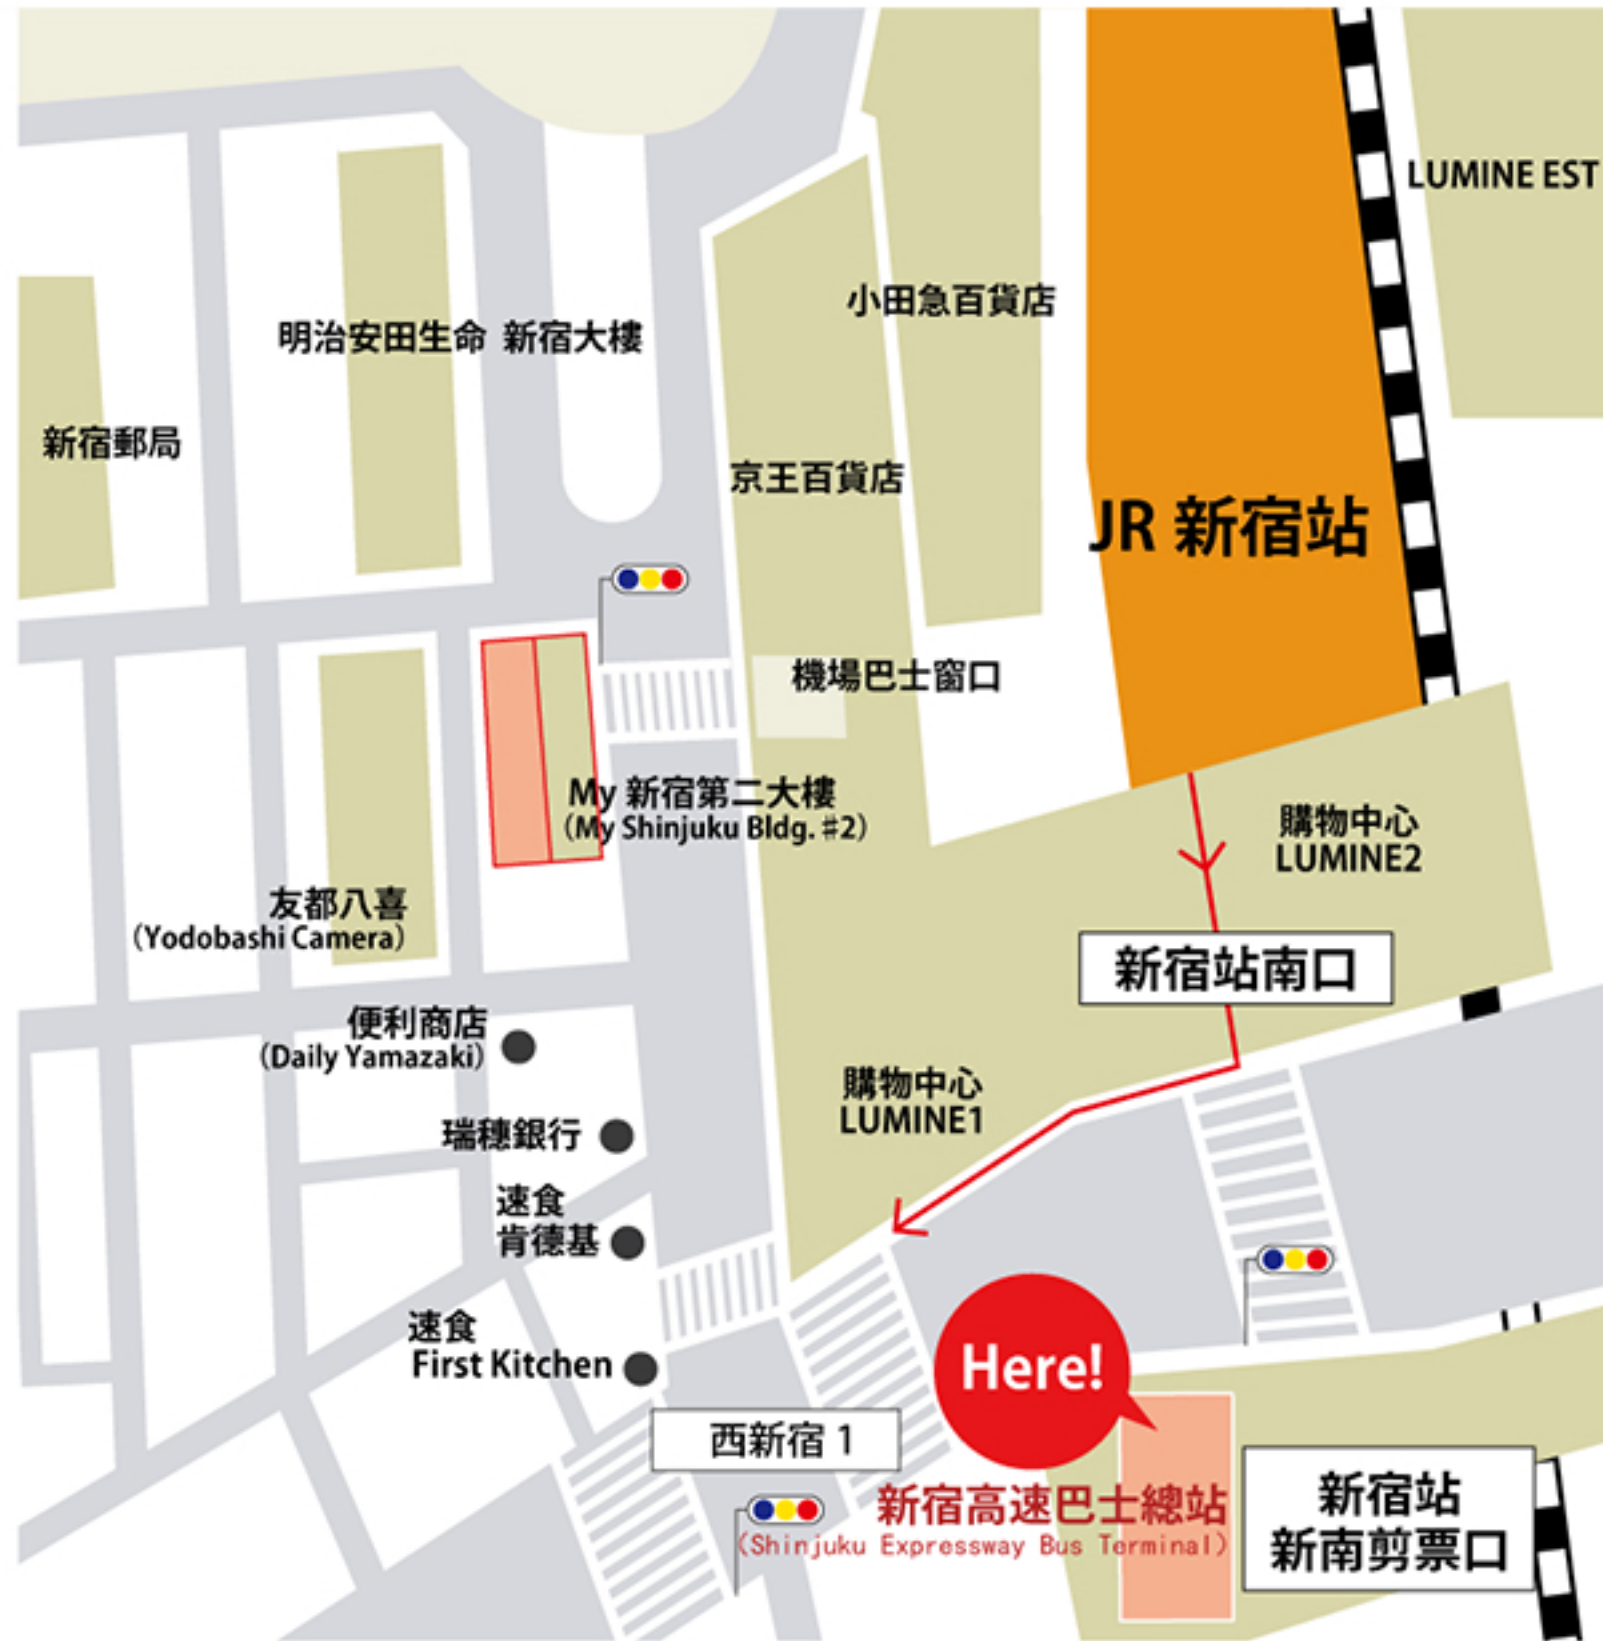 LUMINE EST
小田急百貨店
明治安田生命 新宿大樓
新宿郵局
京王百貨店
JR 新宿站
機場巴士窗口
My 新宿第二大樓
(My Shinjuku Bldg. #2)
購物中心
LUMINE2
友都八喜
(Yodobashi Camera)
新宿站南口
便利商店
(Daily Yamazaki)
購物中心
LUMINE1
瑞穗銀行
速食
肯德基
速食
First Kitchen
Here!
西新宿 1
新宿高速巴士總站
(Shinjuku Expressway Bus Terminal)
新宿站
新南剪票口